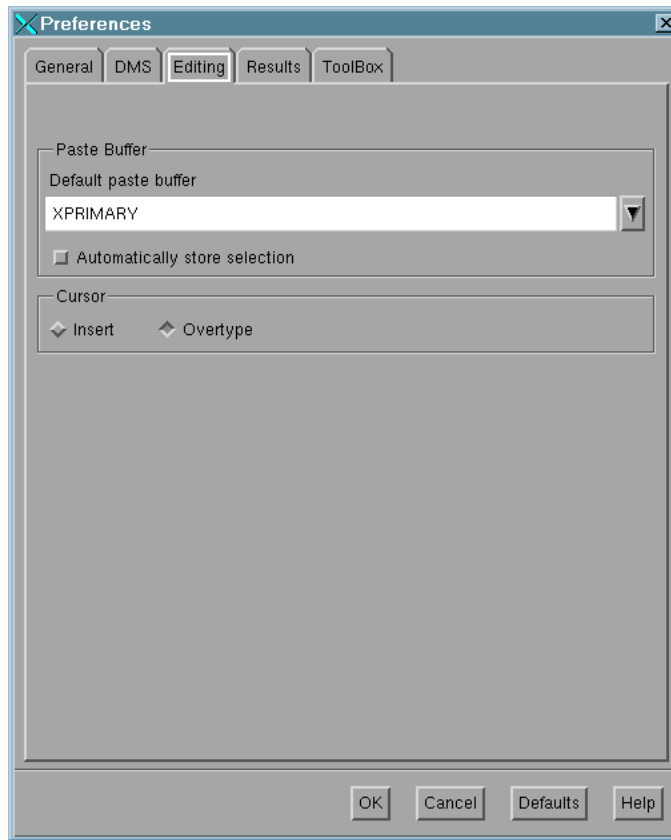 Preferences
General DMS Editing Results ToolBox
Paste Buffer
Default paste buffer
XPRIMARY
Automatically store selection
Cursor
Insert Overtype
OK Cancel Defaults Help